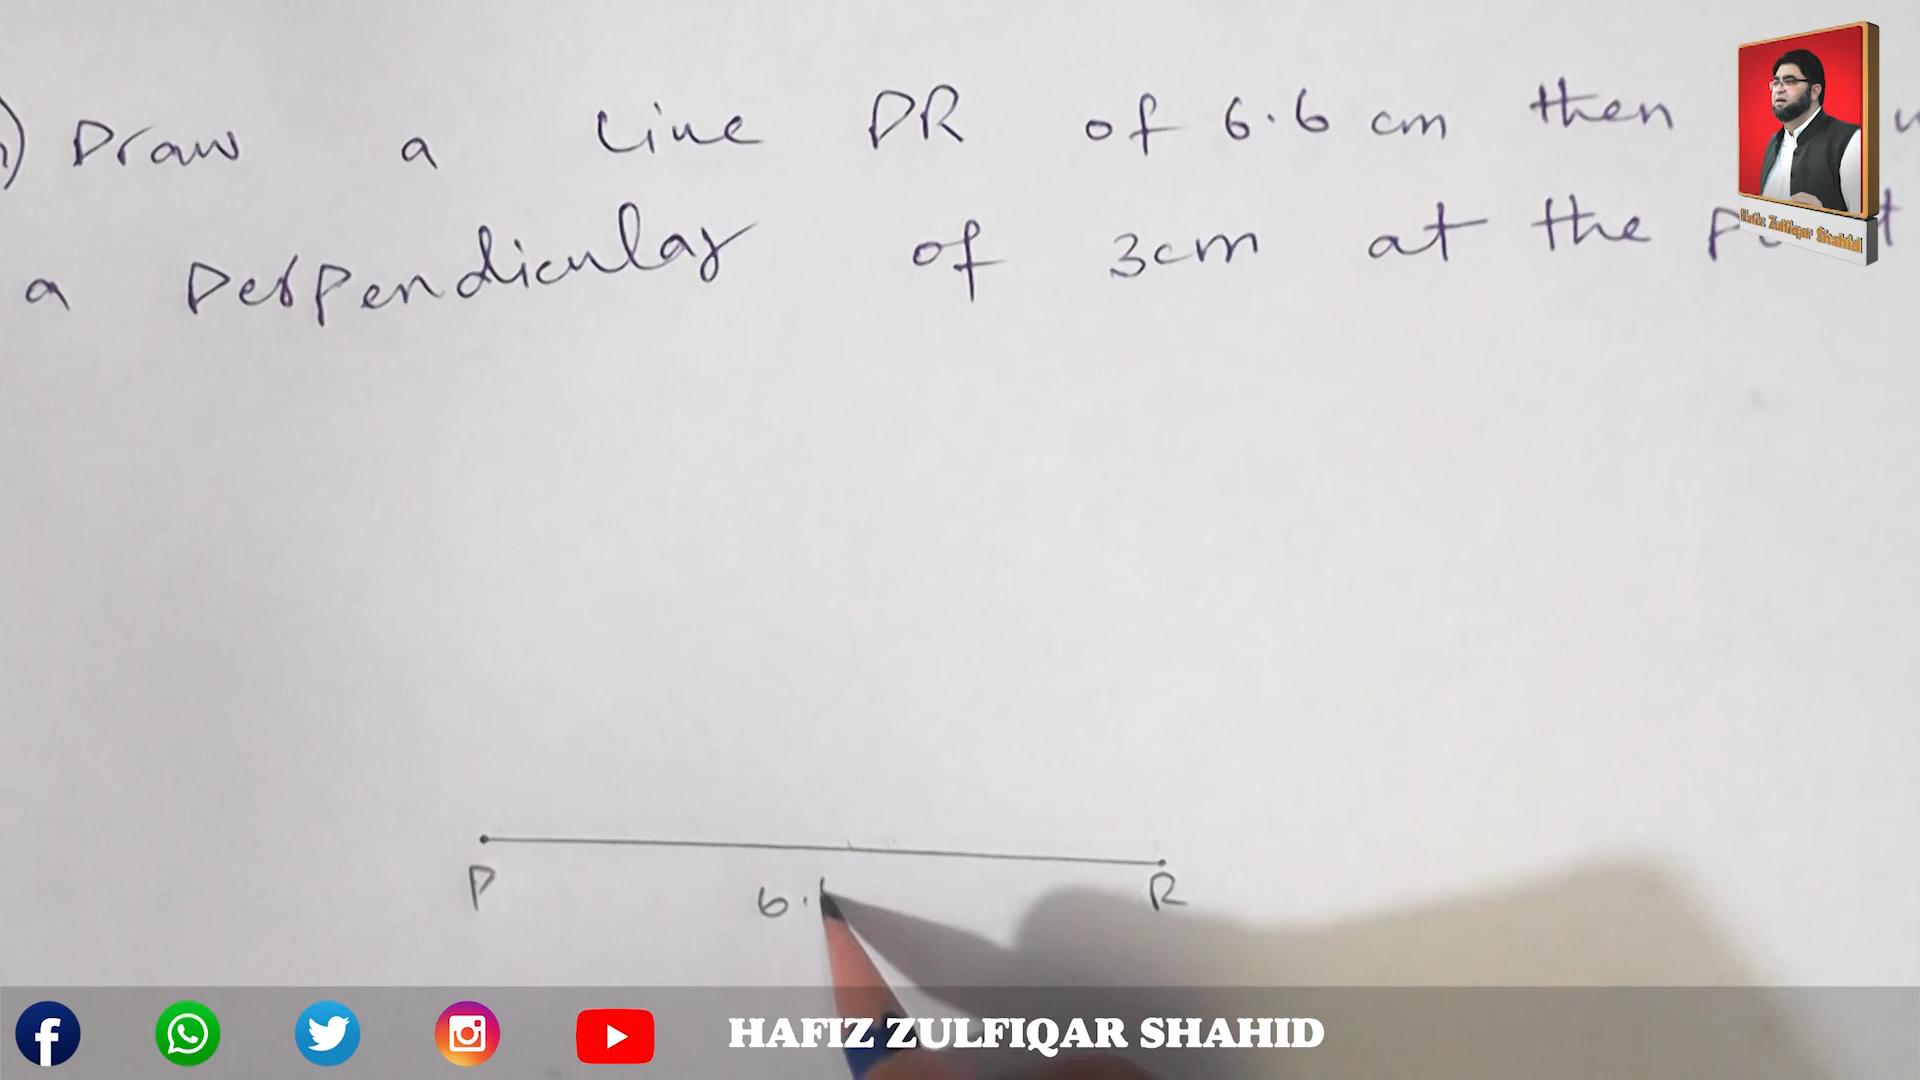 Draw a line PR of 6.6 cm then
a perpendicular of 3cm at the
Hafiz Zulfiqar Shahid
P
R
6.
HAFIZ ZULFIQAR SHAHID